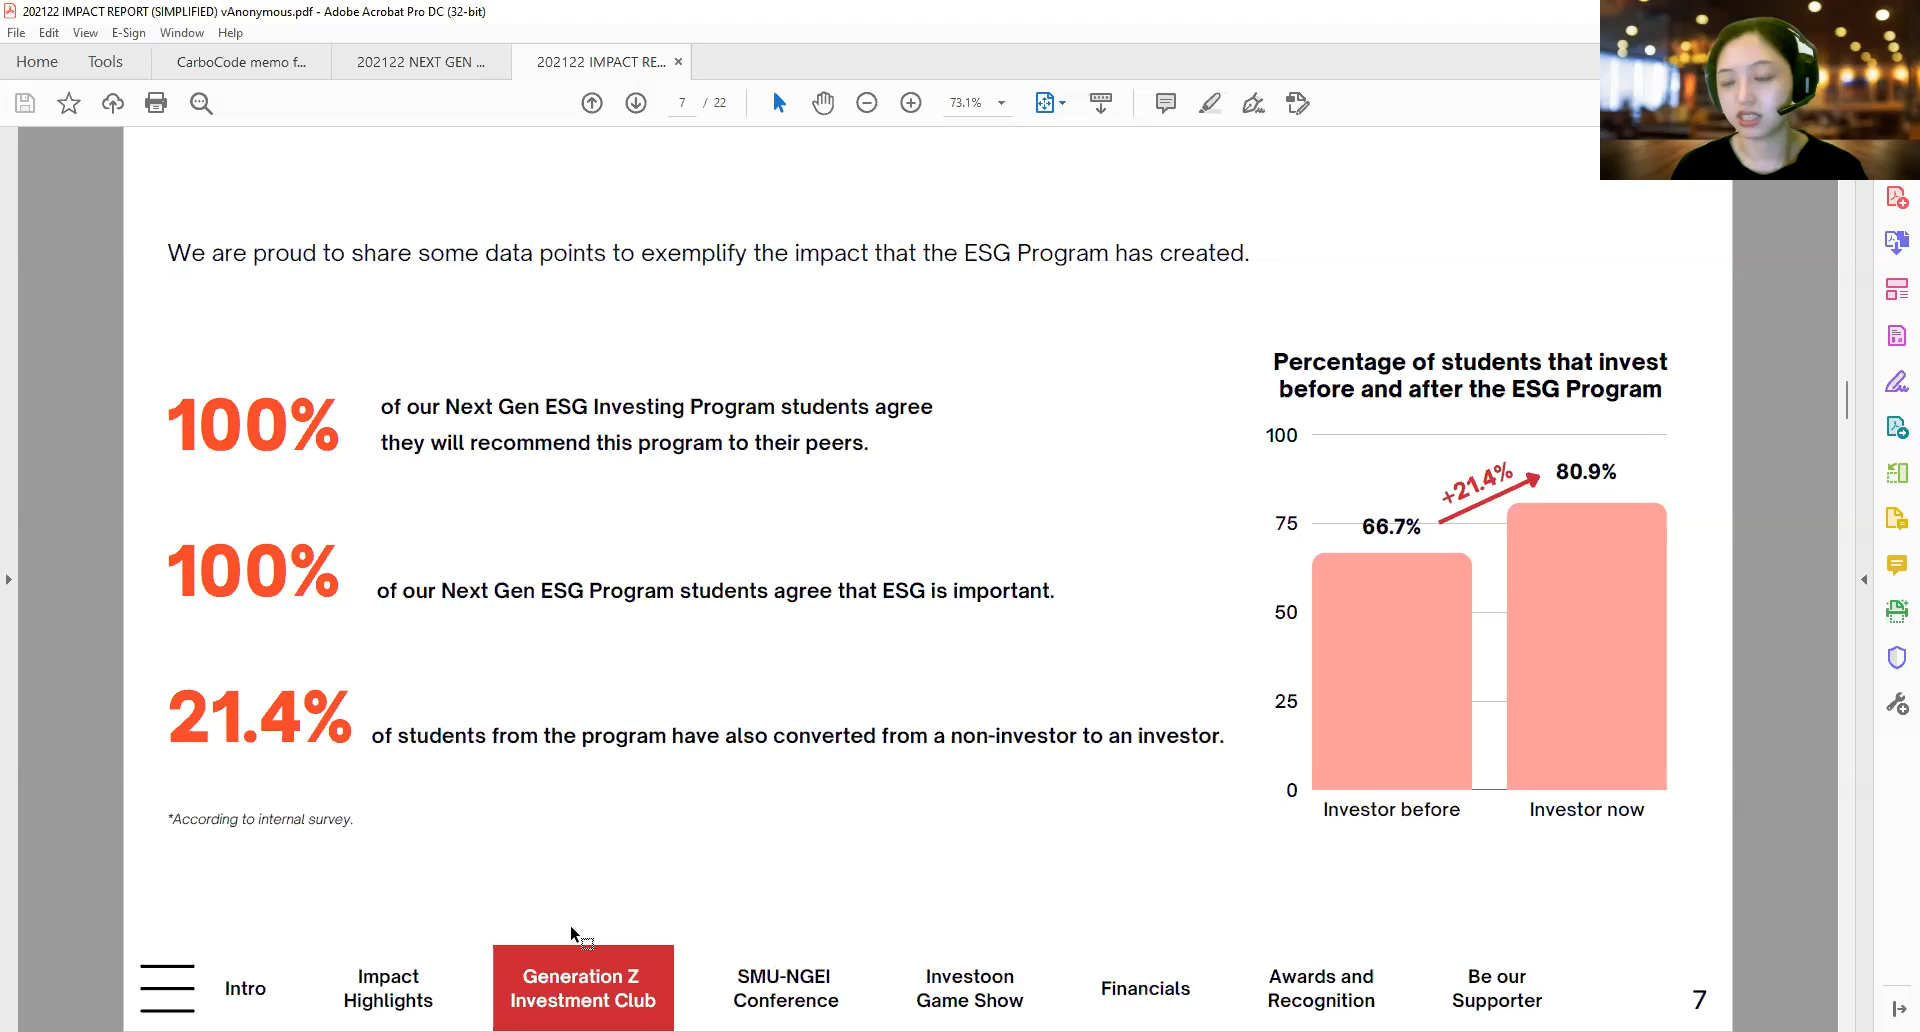 202122 IMPACT REPORT (SIMPLIFIED) vAnonymous.pdf - Adobe Acrobat Pro DC (32-bit)
File Edit View E-Sign Window Help
Home Tools CarboCode memo f... 202122 NEXT GEN ... 202122 IMPACT RE... ×
7 / 22 73.1%
We are proud to share some data points to exemplify the impact that the ESG Program has created.
100%
of our Next Gen ESG Investing Program students agree
they will recommend this program to their peers.
100%
of our Next Gen ESG Program students agree that ESG is important.
21.4%
of students from the program have also converted from a non-investor to an investor.
*According to internal survey.
Percentage of students that invest
before and after the ESG Program
100
75
50
25
0
66.7%
+21.4%
80.9%
Investor before
Investor now
Intro
Impact
Highlights
Generation Z
Investment Club
SMU-NGEI
Conference
Investoon
Game Show
Financials
Awards and
Recognition
Be our
Supporter
7